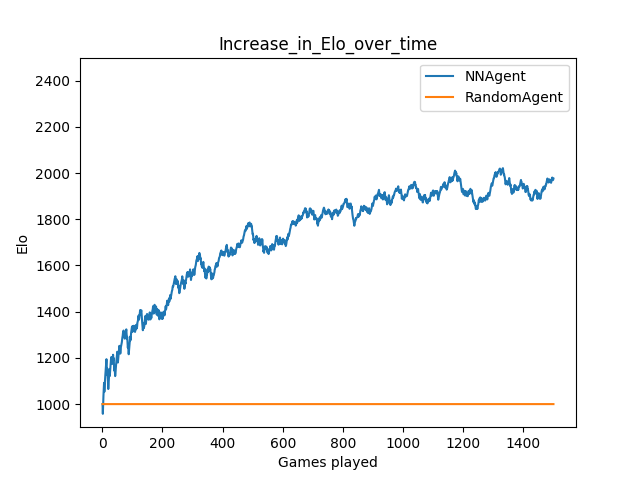 Increase_in_Elo_over_time
NNAgent
RandomAgent
2400
2200
2000
1800
1600
1400
1200
1000
Elo
0 200 400 600 800 1000 1200 1400
Games played